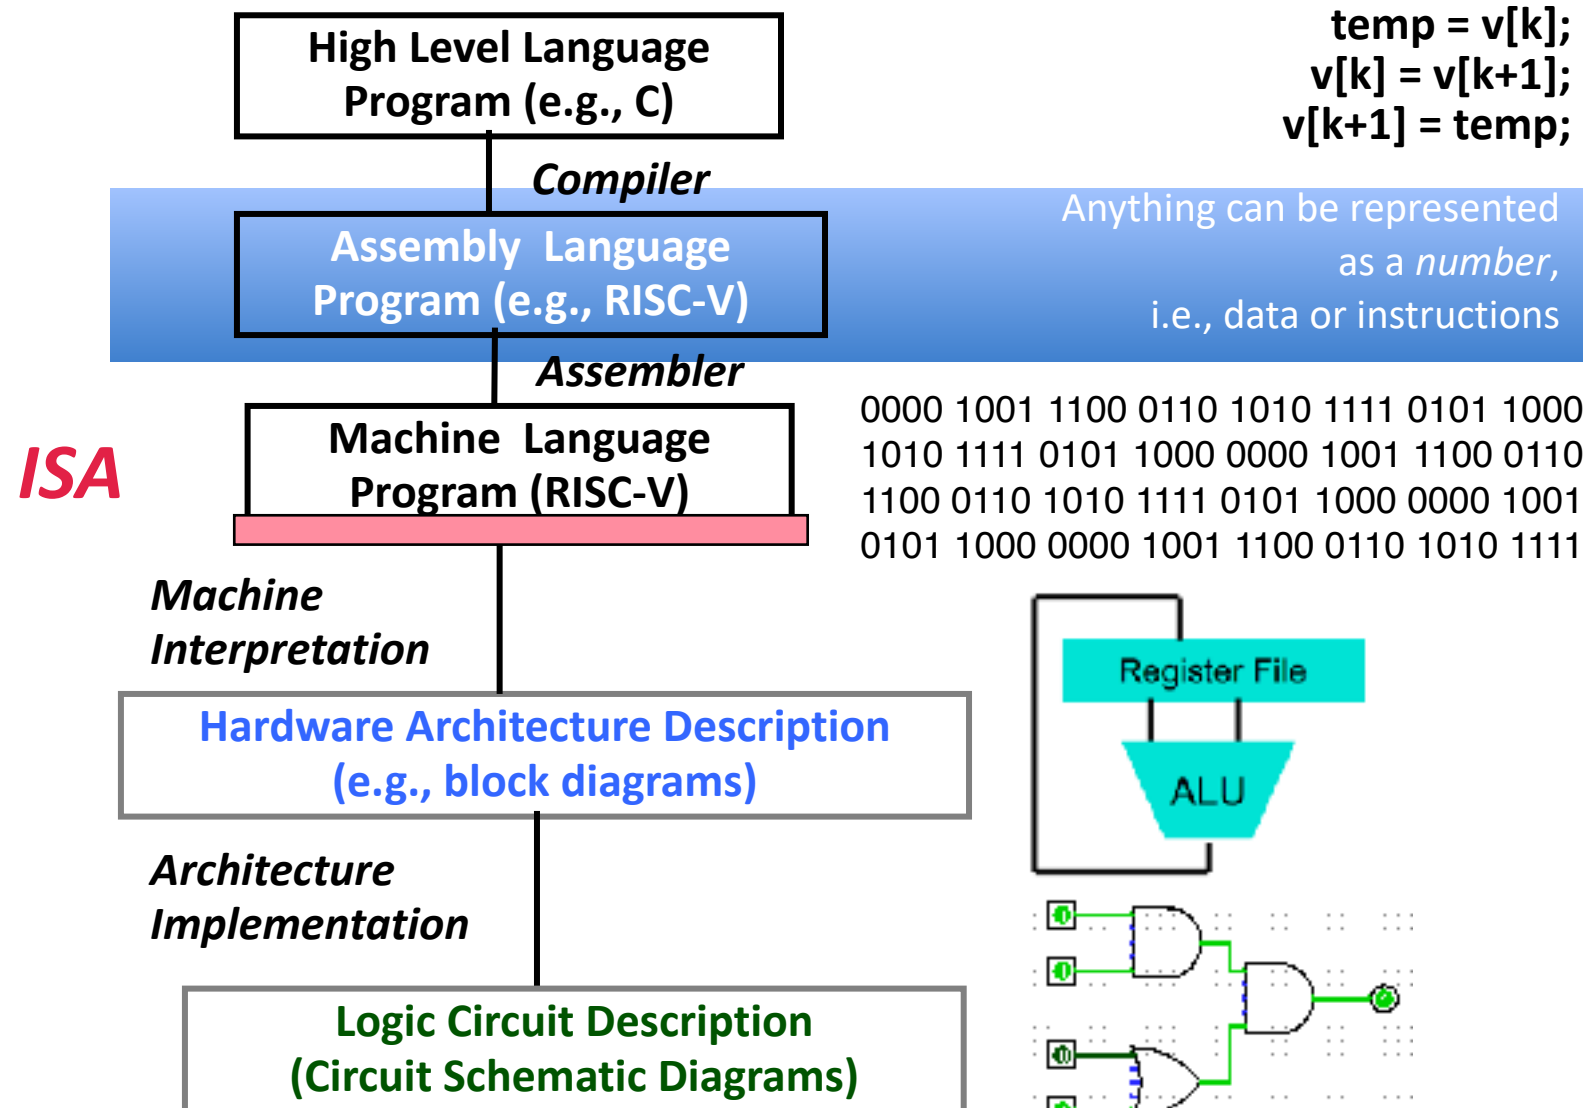 High Level Language
Program (e.g., C)
temp = v[k];
v[k] = v[k+1];
v[k+1] = temp;
Compiler
Assembly Language
Program (e.g., RISC-V)
Anything can be represented
as a number,
i.e., data or instructions
Assembler
ISA
Machine Language
Program (RISC-V)
0000 1001 1100 0110 1010 1111 0101 1000
1010 1111 0101 1000 0000 1001 1100 0110
1100 0110 1010 1111 0101 1000 0000 1001
0101 1000 0000 1001 1100 0110 1010 1111
Machine
Interpretation
Register File
ALU
Hardware Architecture Description
(e.g., block diagrams)
Architecture
Implementation
Logic Circuit Description
(Circuit Schematic Diagrams)